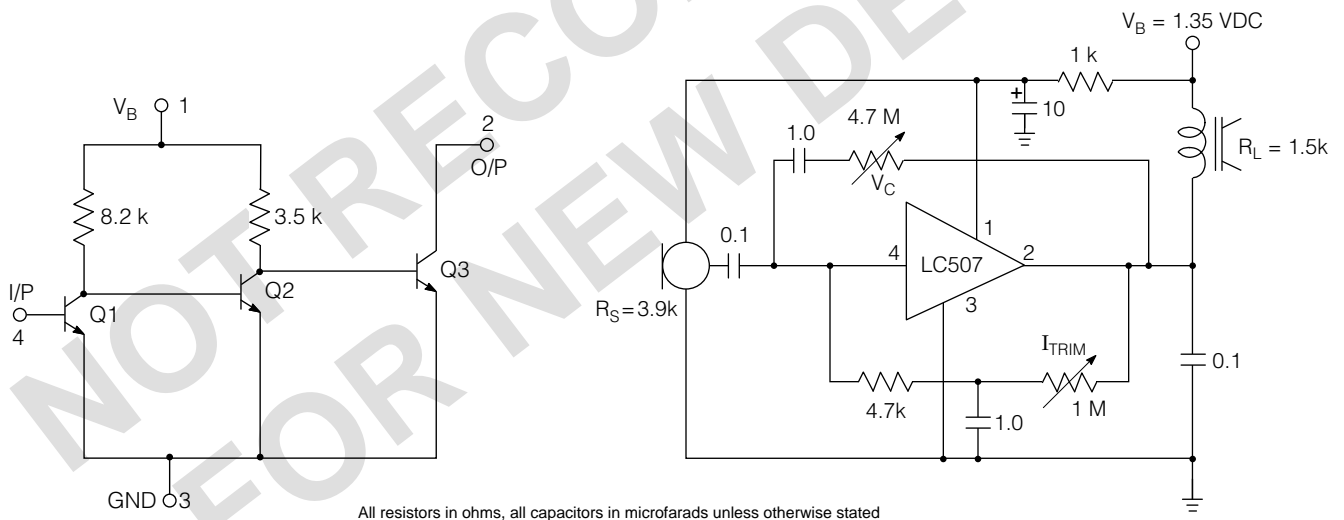 NOT RECO
FOR NEW DE
V_B 1
8.2 k
3.5 k
2
O/P
Q3
Q2
Q1
I/P
4
GND 3
V_B = 1.35 VDC
1 k
+
10
4.7 M
1.0
V_C
R_L = 1.5k
0.1
1
4
LC507
2
3
R_S=3.9k
I_TRIM
4.7k
1.0
1 M
0.1
All resistors in ohms, all capacitors in microfarads unless otherwise stated